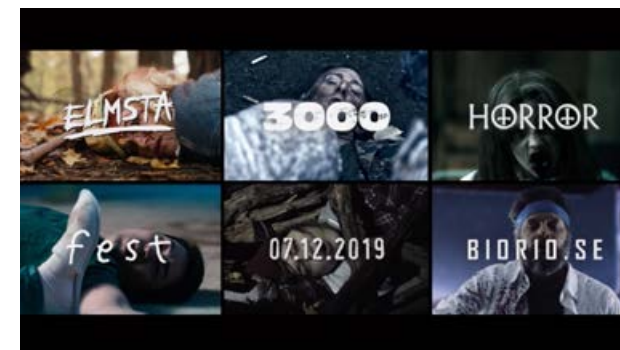 ELMSTA
3000
HORROR
fest
07.12.2019
BIORIO.SE